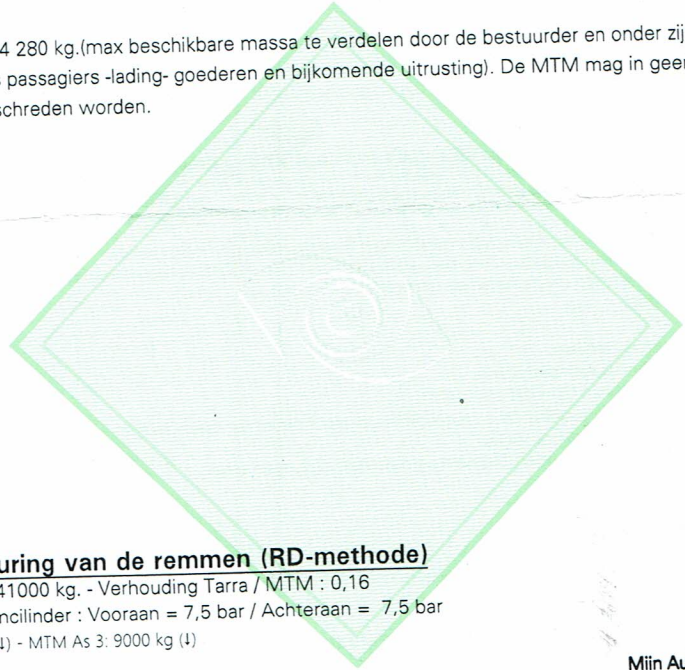 4 280 kg.(max beschikbare massa te verdelen door de bestuurder en onder zij
passagiers -lading- goederen en bijkomende uitrusting). De MTM mag in geen
schreden worden.
uring van de remmen (RD-methode)
41000 kg. - Verhouding Tarra / MTM : 0,16
ncilinder : Vooraan = 7,5 bar / Achteraan = 7,5 bar
↓) - MTM As 3: 9000 kg (↓)
Mijn Au